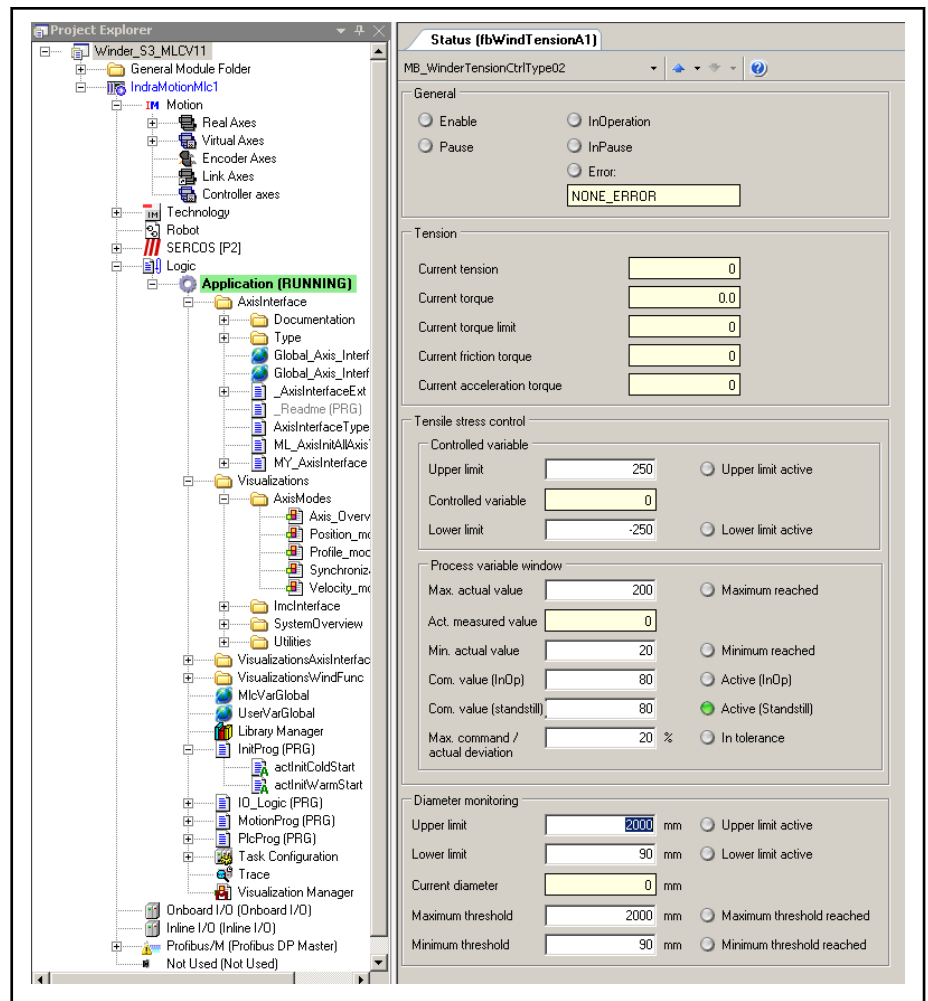 Project Explorer
Winder_S3_MLCV11
General Module Folder
IndraMotionMlc1
IM Motion
Real Axes
Virtual Axes
Encoder Axes
Link Axes
Controller axes
IM Technology
Robot
SERCOS [P2]
Logic
Application (RUNNING)
AxisInterface
Documentation
Type
Global_Axis_Interf
Global_Axis_Interf
_AxisInterfaceExt
_Readme (PRG)
AxisInterfaceType
ML_AxisInitAllAxis
MY_AxisInterface
Visualizations
AxisModes
Axis_Overv
Position_mo
Profile_moc
Synchroniz
Velocity_mo
ImcInterface
SystemOverview
Utilities
VisualizationsAxisInterfac
VisualizationsWindFunc
MlcVarGlobal
UserVarGlobal
Library Manager
InitProg (PRG)
actInitColdStart
actInitWarmStart
IO_Logic (PRG)
MotionProg (PRG)
PlcProg (PRG)
Task Configuration
Trace
Visualization Manager
Onboard I/O (Onboard I/O)
Inline I/O (Inline I/O)
Profibus/M (Profibus DP Master)
Not Used (Not Used)
Status (fbWindTensionA1)
MB_WinderTensionCtrlType02
General
Enable InOperation
Pause InPause
Error:
NONE_ERROR
Tension
Current tension 0
Current torque 0.0
Current torque limit 0
Current friction torque 0
Current acceleration torque 0
Tensile stress control
Controlled variable
Upper limit 250 Upper limit active
Controlled variable 0
Lower limit -250 Lower limit active
Process variable window
Max. actual value 200 Maximum reached
Act. measured value 0
Min. actual value 20 Minimum reached
Com. value (InOp) 80 Active (InOp)
Com. value (standstill) 80 Active (Standstill)
Max. command / 20 % In tolerance
actual deviation
Diameter monitoring
Upper limit 2000 mm Upper limit active
Lower limit 90 mm Lower limit active
Current diameter 0 mm
Maximum threshold 2000 mm Maximum threshold reached
Minimum threshold 90 mm Minimum threshold reached